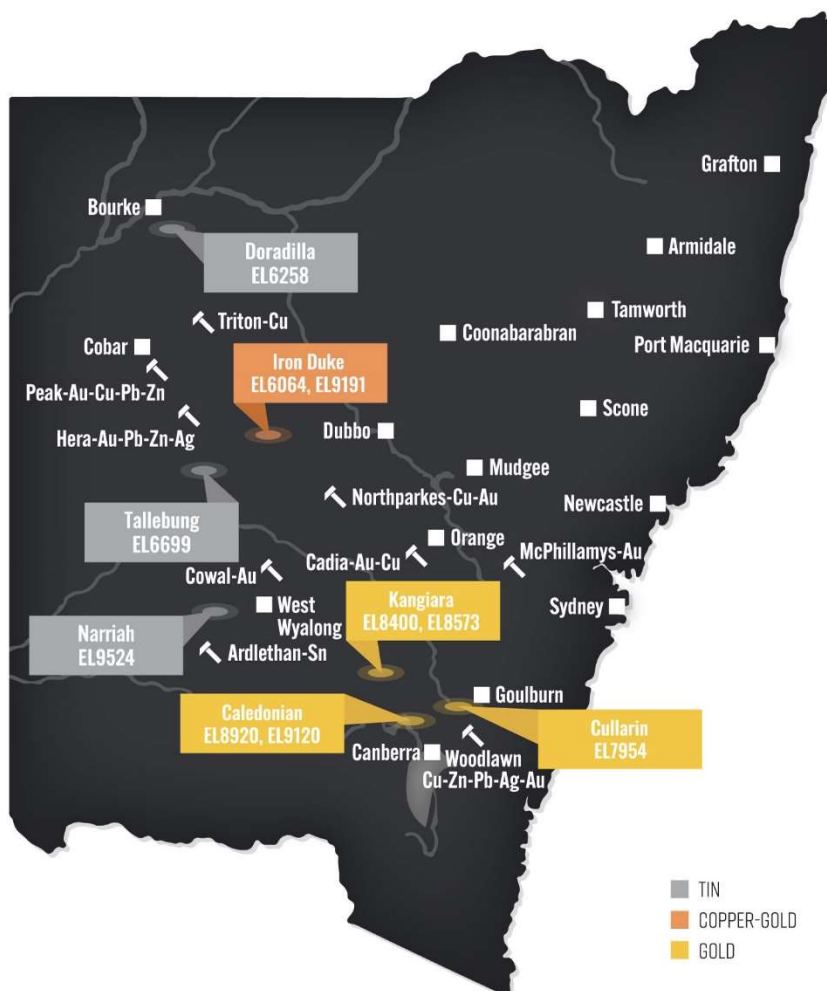 Grafton
Bourke
Doradilla
EL6258
Armidale
Triton-Cu
Tamworth
Coonabarabran
Cobar
Port Macquarie
Iron Duke
EL6064, EL9191
Peak-Au-Cu-Pb-Zn
Scone
Hera-Au-Pb-Zn-Ag
Dubbo
Mudgee
Northparkes-Cu-Au
Newcastle
Tallebung
EL6699
Orange
Cadia-Au-Cu
McPhillamys-Au
Cowal-Au
Kangiara
EL8400, EL8573
West
Wyalong
Sydney
Narriah
EL9524
Ardlethan-Sn
Goulburn
Caledonian
EL8920, EL9120
Cullarin
EL7954
Canberra
Woodlawn
Cu-Zn-Pb-Ag-Au
TIN
COPPER-GOLD
GOLD